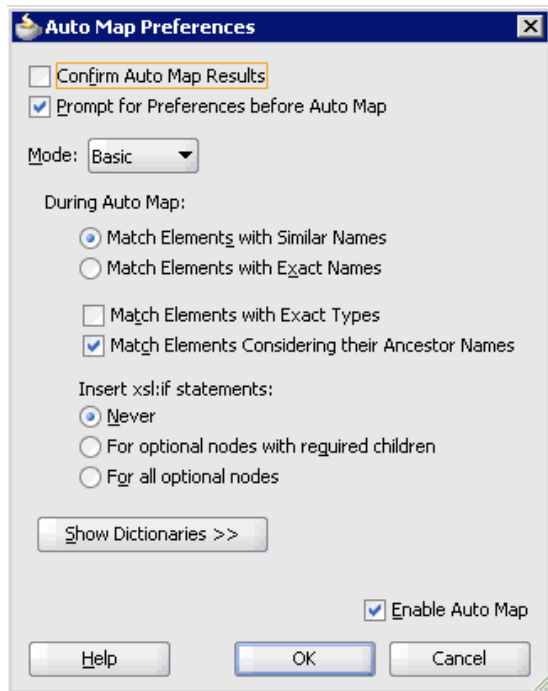 Auto Map Preferences
Confirm Auto Map Results
Prompt for Preferences before Auto Map
Mode: Basic
During Auto Map:
Match Elements with Similar Names
Match Elements with Exact Names
Match Elements with Exact Types
Match Elements Considering their Ancestor Names
Insert xsl:if statements:
Never
For optional nodes with required children
For all optional nodes
Show Dictionaries >>
Enable Auto Map
Help OK Cancel